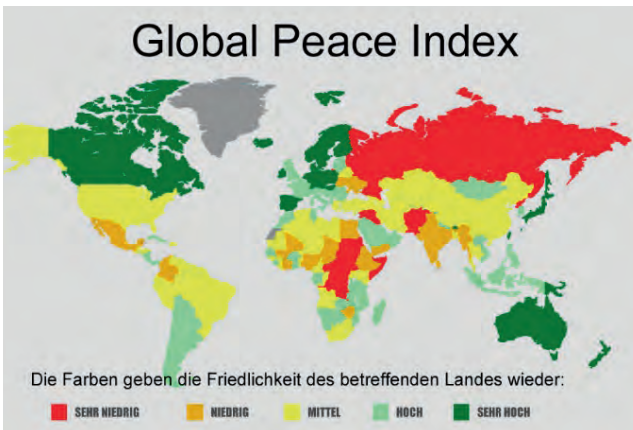 Global Peace Index
Die Farben geben die Friedlichkeit des betreffenden Landes wieder:
SEHR NIEDRIG NIEDRIG MITTEL HOCH SEHR HOCH